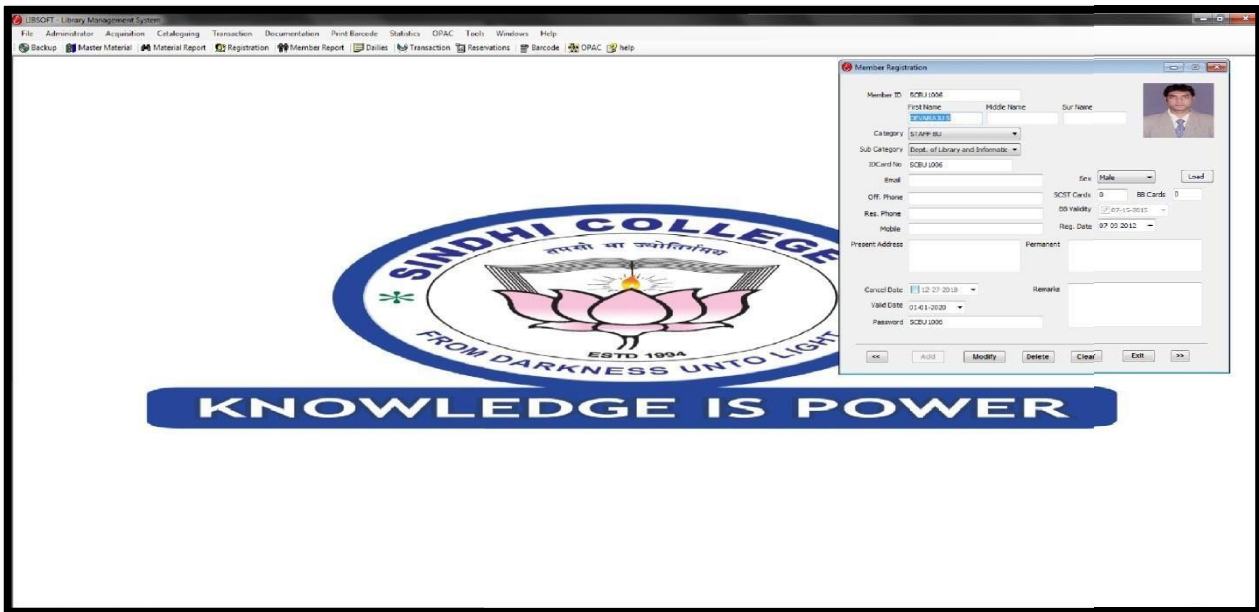 LIBSOFT - Library Management System
File Administrator Acquisition Cataloguing Transaction Documentation Print Barcode Statistics OPAC Tools Windows Help
Backup Master Material Material Report Registration Member Report Dailies Transaction Reservations Barcode OPAC help
Member Registration
Member ID SCBU1006
First Name Middle Name Sur Name
DEVARAJU S
Category STAFF BU
Sub Category Dept. of Library and Informatic
IDCard No SCBU1006
Email Sex Male Load
Off. Phone SCST Cards 0 BB Cards 0
Res. Phone BB Validity 07-15-2015
Mobile Reg. Date 07-09-2012
Present Address Permanent
Cancel Date 12-27-2018 Remarks
Valid Date 01-01-2020
Password SCBU1006
<< Add Modify Delete Clear Exit >>
SINDHI COLLEGE
तमसो मा ज्योतिर्गमय
ESTD 1994
FROM DARKNESS UNTO LIGHT
KNOWLEDGE IS POWER